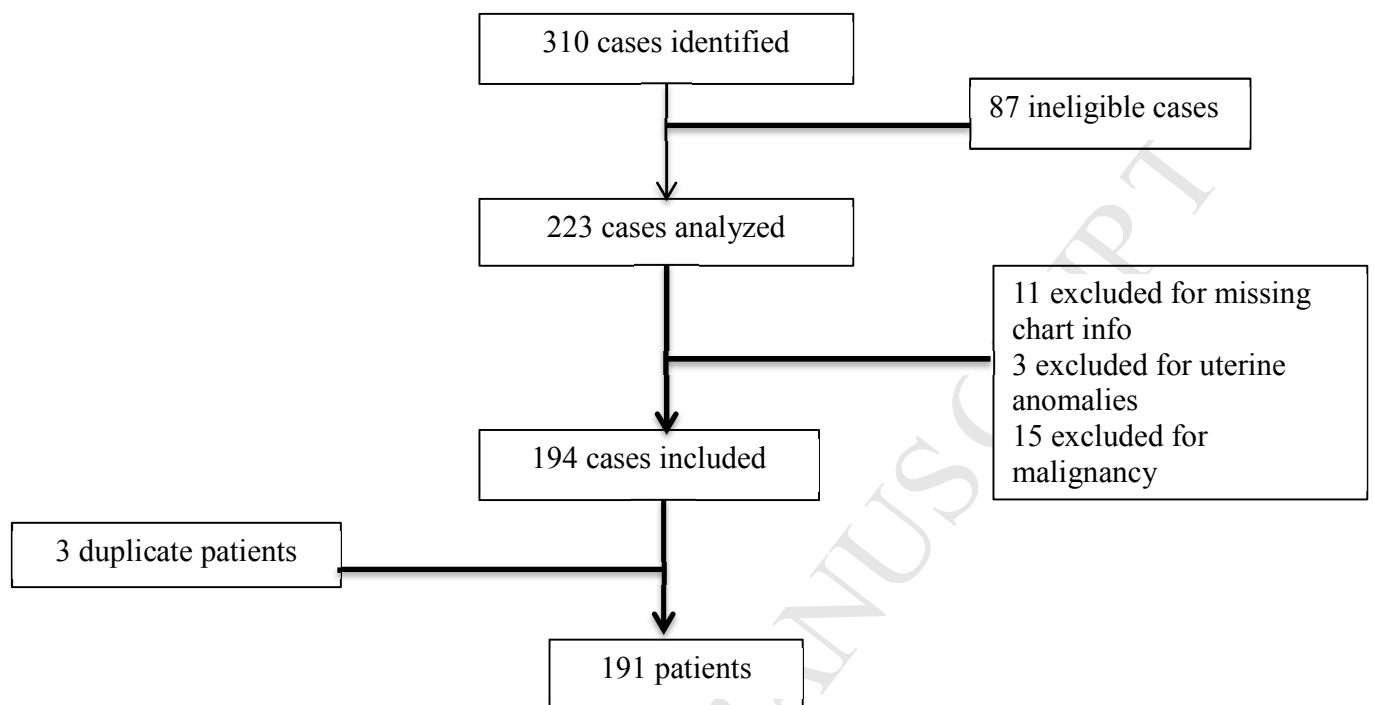 310 cases identified
87 ineligible cases
223 cases analyzed
11 excluded for missing
chart info
3 excluded for uterine
anomalies
15 excluded for
malignancy
194 cases included
3 duplicate patients
191 patients